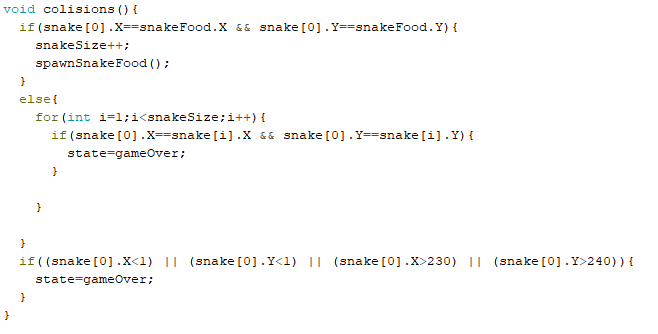 void colisions(){
  if(snake[0].X==snakeFood.X && snake[0].Y==snakeFood.Y){
    snakeSize++;
    spawnSnakeFood();
  }
  else{
    for(int i=1;i<snakeSize;i++){
      if(snake[0].X==snake[i].X && snake[0].Y==snake[i].Y){
        state=gameOver;
      }
    }
  }
  if((snake[0].X<1) || (snake[0].Y<1) || (snake[0].X>230) || (snake[0].Y>240)){
    state=gameOver;
  }
}